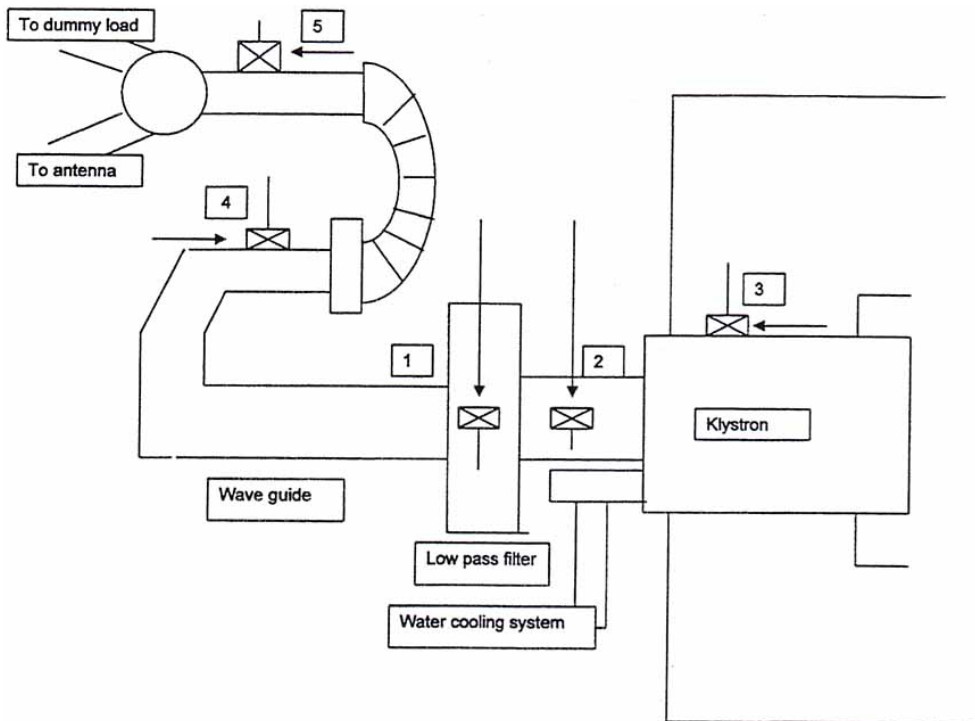 To dummy load
5
To antenna
4
3
1
2
Klystron
Wave guide
Low pass filter
Water cooling system